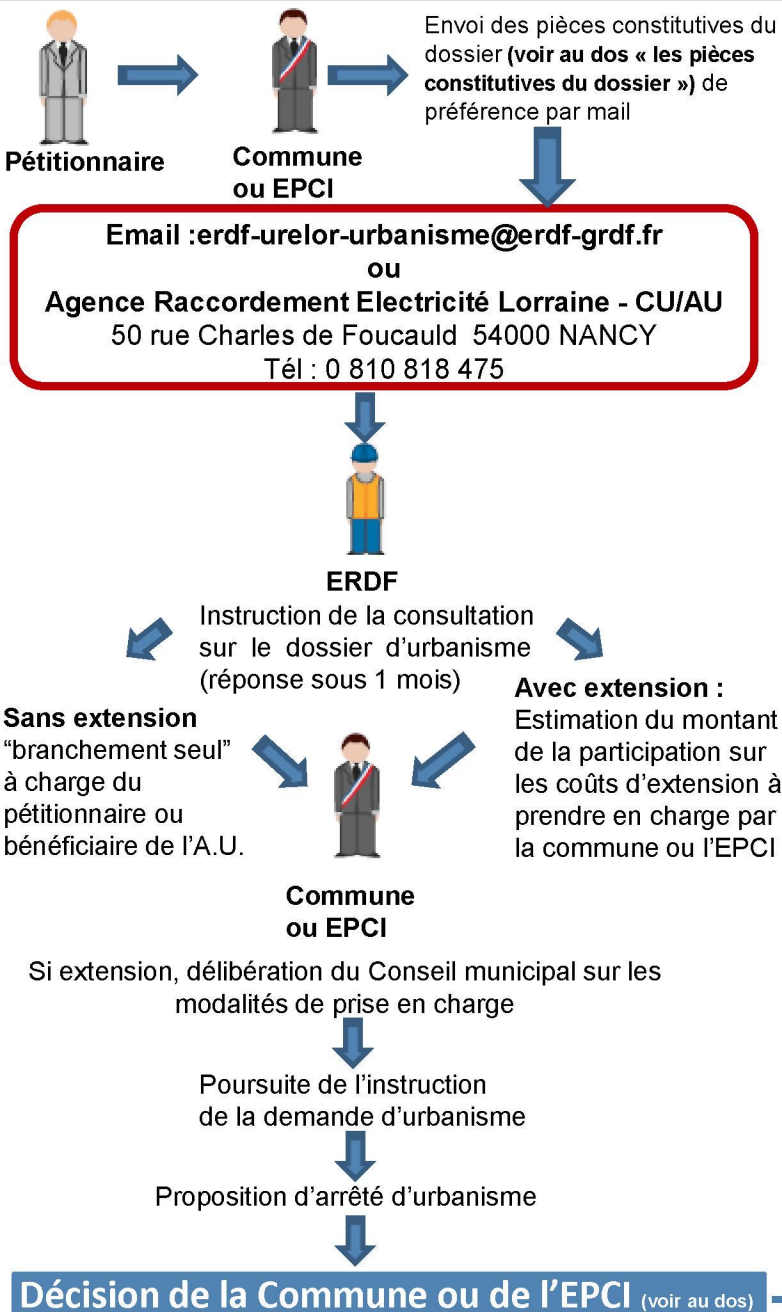 Pétitionnaire
Commune
ou EPCI
Envoi des pièces constitutives du
dossier (voir au dos « les pièces
constitutives du dossier ») de
préférence par mail
Email :erdf-urelor-urbanisme@erdf-grdf.fr
ou
Agence Raccordement Electricité Lorraine - CU/AU
50 rue Charles de Foucauld 54000 NANCY
Tél : 0 810 818 475
ERDF
Instruction de la consultation
sur le dossier d’urbanisme
(réponse sous 1 mois)
Sans extension
“branchement seul”
à charge du
pétitionnaire ou
bénéficiaire de l’A.U.
Avec extension :
Estimation du montant
de la participation sur
les coûts d’extension à
prendre en charge par
la commune ou l’EPCI
Commune
ou EPCI
Si extension, délibération du Conseil municipal sur les
modalités de prise en charge
Poursuite de l’instruction
de la demande d’urbanisme
Proposition d’arrêté d’urbanisme
Décision de la Commune ou de l’EPCI (voir au dos)